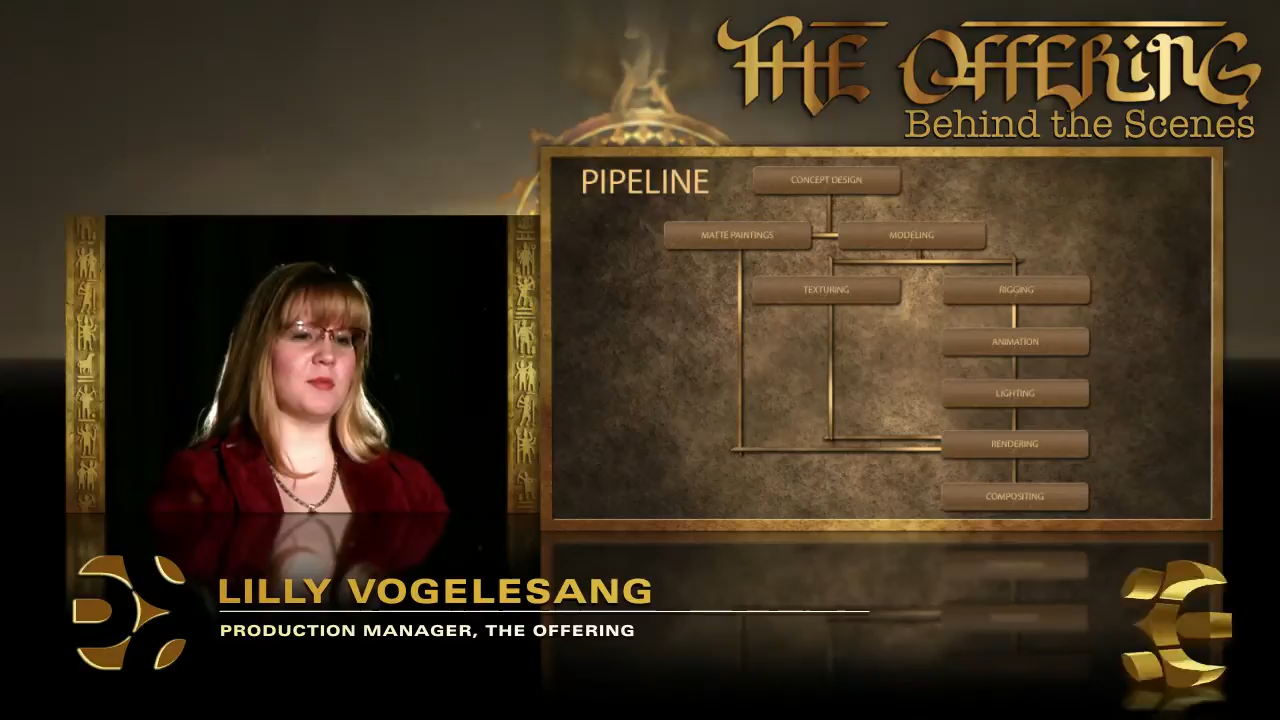 THE OFFERING
Behind the Scenes
PIPELINE
CONCEPT DESIGN
MATTE PAINTINGS
MODELING
TEXTURING
RIGGING
ANIMATION
LIGHTING
RENDERING
COMPOSITING
LILLY VOGELESANG
PRODUCTION MANAGER, THE OFFERING